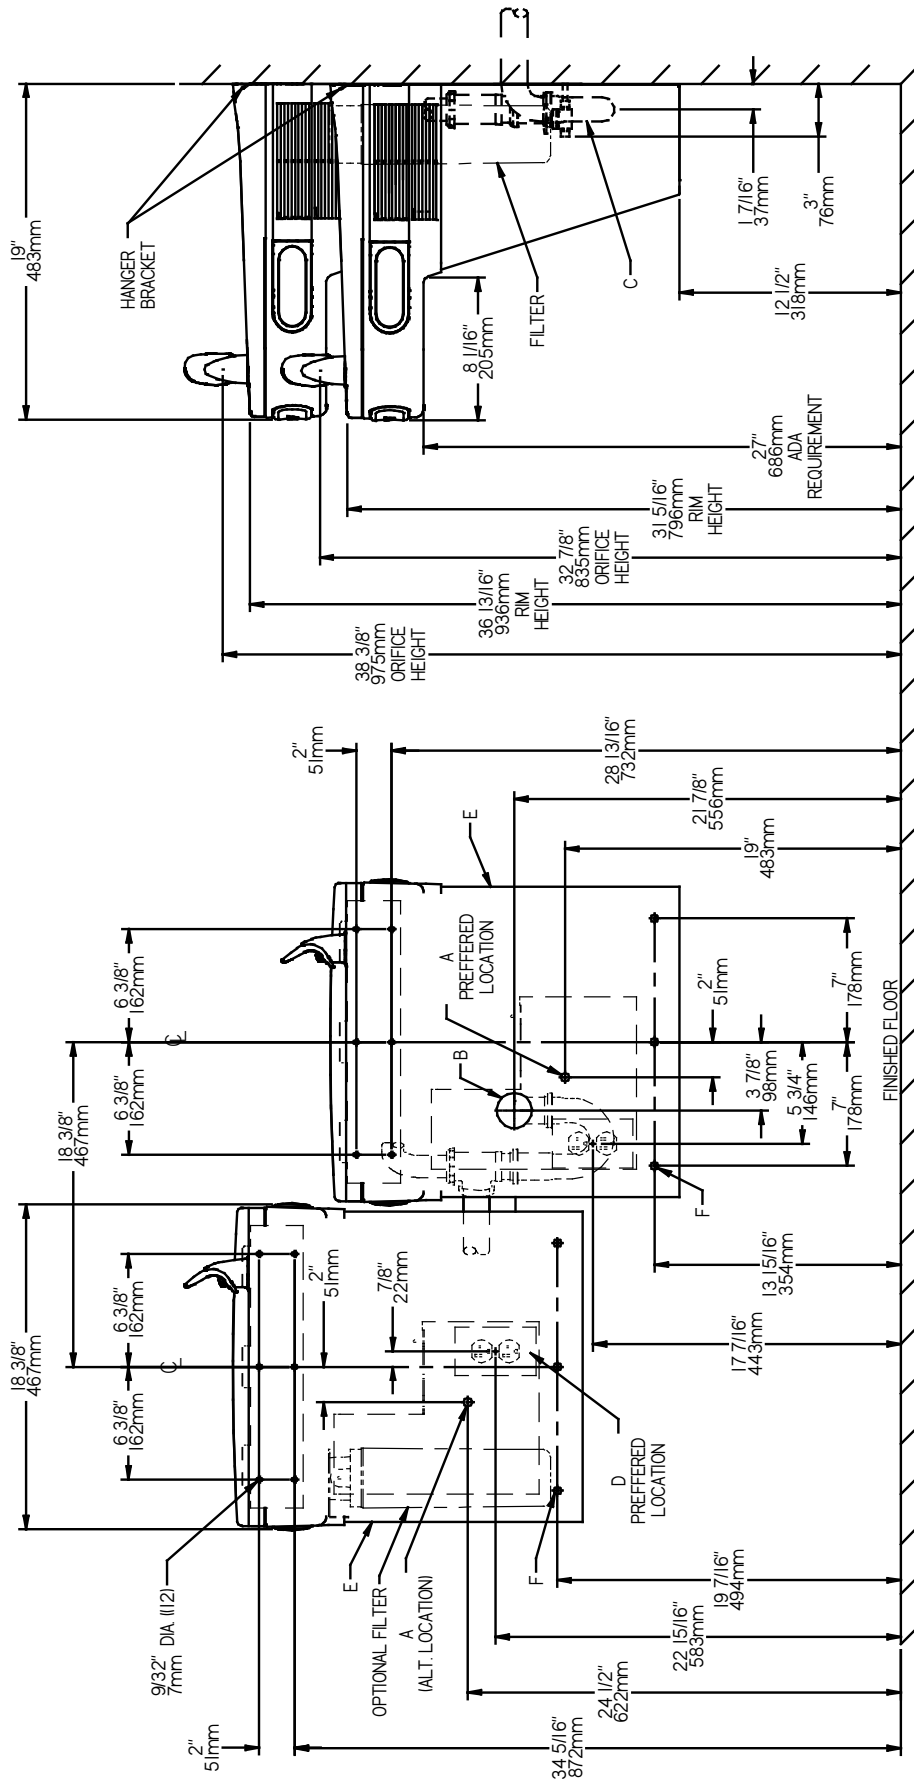 19"
483mm
HANGER
BRACKET
FILTER
8 1/16"
205mm
C
1 7/16"
37mm
3"
76mm
12 1/2"
318mm
27"
686mm
ADA
REQUIREMENT
31 5/16"
796mm
RIM
HEIGHT
32 7/8"
835mm
ORIFICE
HEIGHT
36 13/16"
936mm
RIM
HEIGHT
38 3/8"
975mm
ORIFICE
HEIGHT
2"
51mm
28 13/16"
732mm
21 7/8"
556mm
19"
483mm
E
A
PREFFERED
LOCATION
B
6 3/8"
162mm
CL
6 3/8"
162mm
18 3/8"
467mm
2"
51mm
7"
178mm
3 7/8"
98mm
5 3/4"
146mm
7"
178mm
FINISHED FLOOR
F
13 15/16"
354mm
17 7/16"
443mm
18 3/8"
467mm
6 3/8"
162mm
CL
6 3/8"
162mm
2"
51mm
7/8"
22mm
9/32" DIA. (112)
7mm
2"
51mm
E
OPTIONAL FILTER
A
(ALT. LOCATION)
D
PREFFERED
LOCATION
F
19 7/16"
494mm
22 15/16"
583mm
24 1/2"
622mm
34 5/16"
872mm